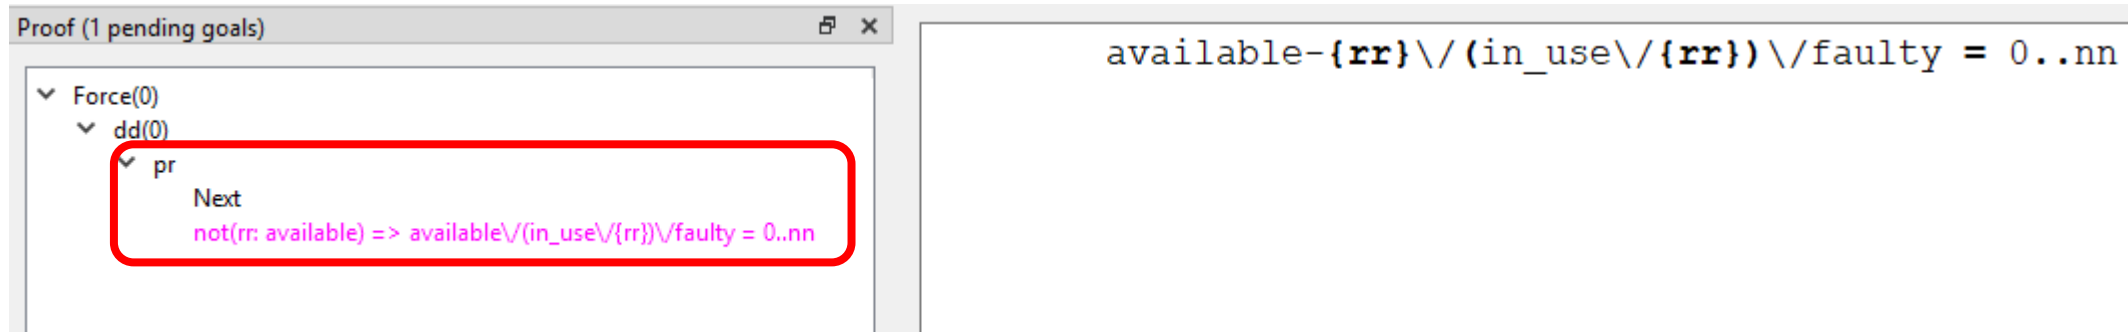 Proof (1 pending goals)
Force(0)
dd(0)
pr
Next
not(rr: available) => available\/(in_use\/{rr})\/faulty = 0..nn
available-{rr}\/(in_use\/{rr})\/faulty = 0..nn